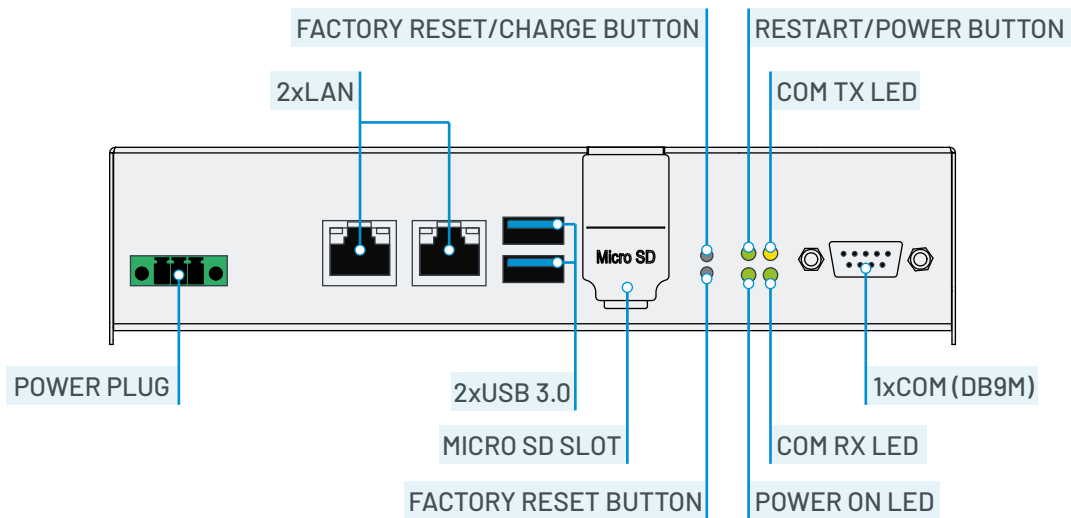 FACTORY RESET/CHARGE BUTTON
RESTART/POWER BUTTON
2xLAN
COM TX LED
Micro SD
POWER PLUG
2xUSB 3.0
1xCOM (DB9M)
MICRO SD SLOT
COM RX LED
FACTORY RESET BUTTON
POWER ON LED